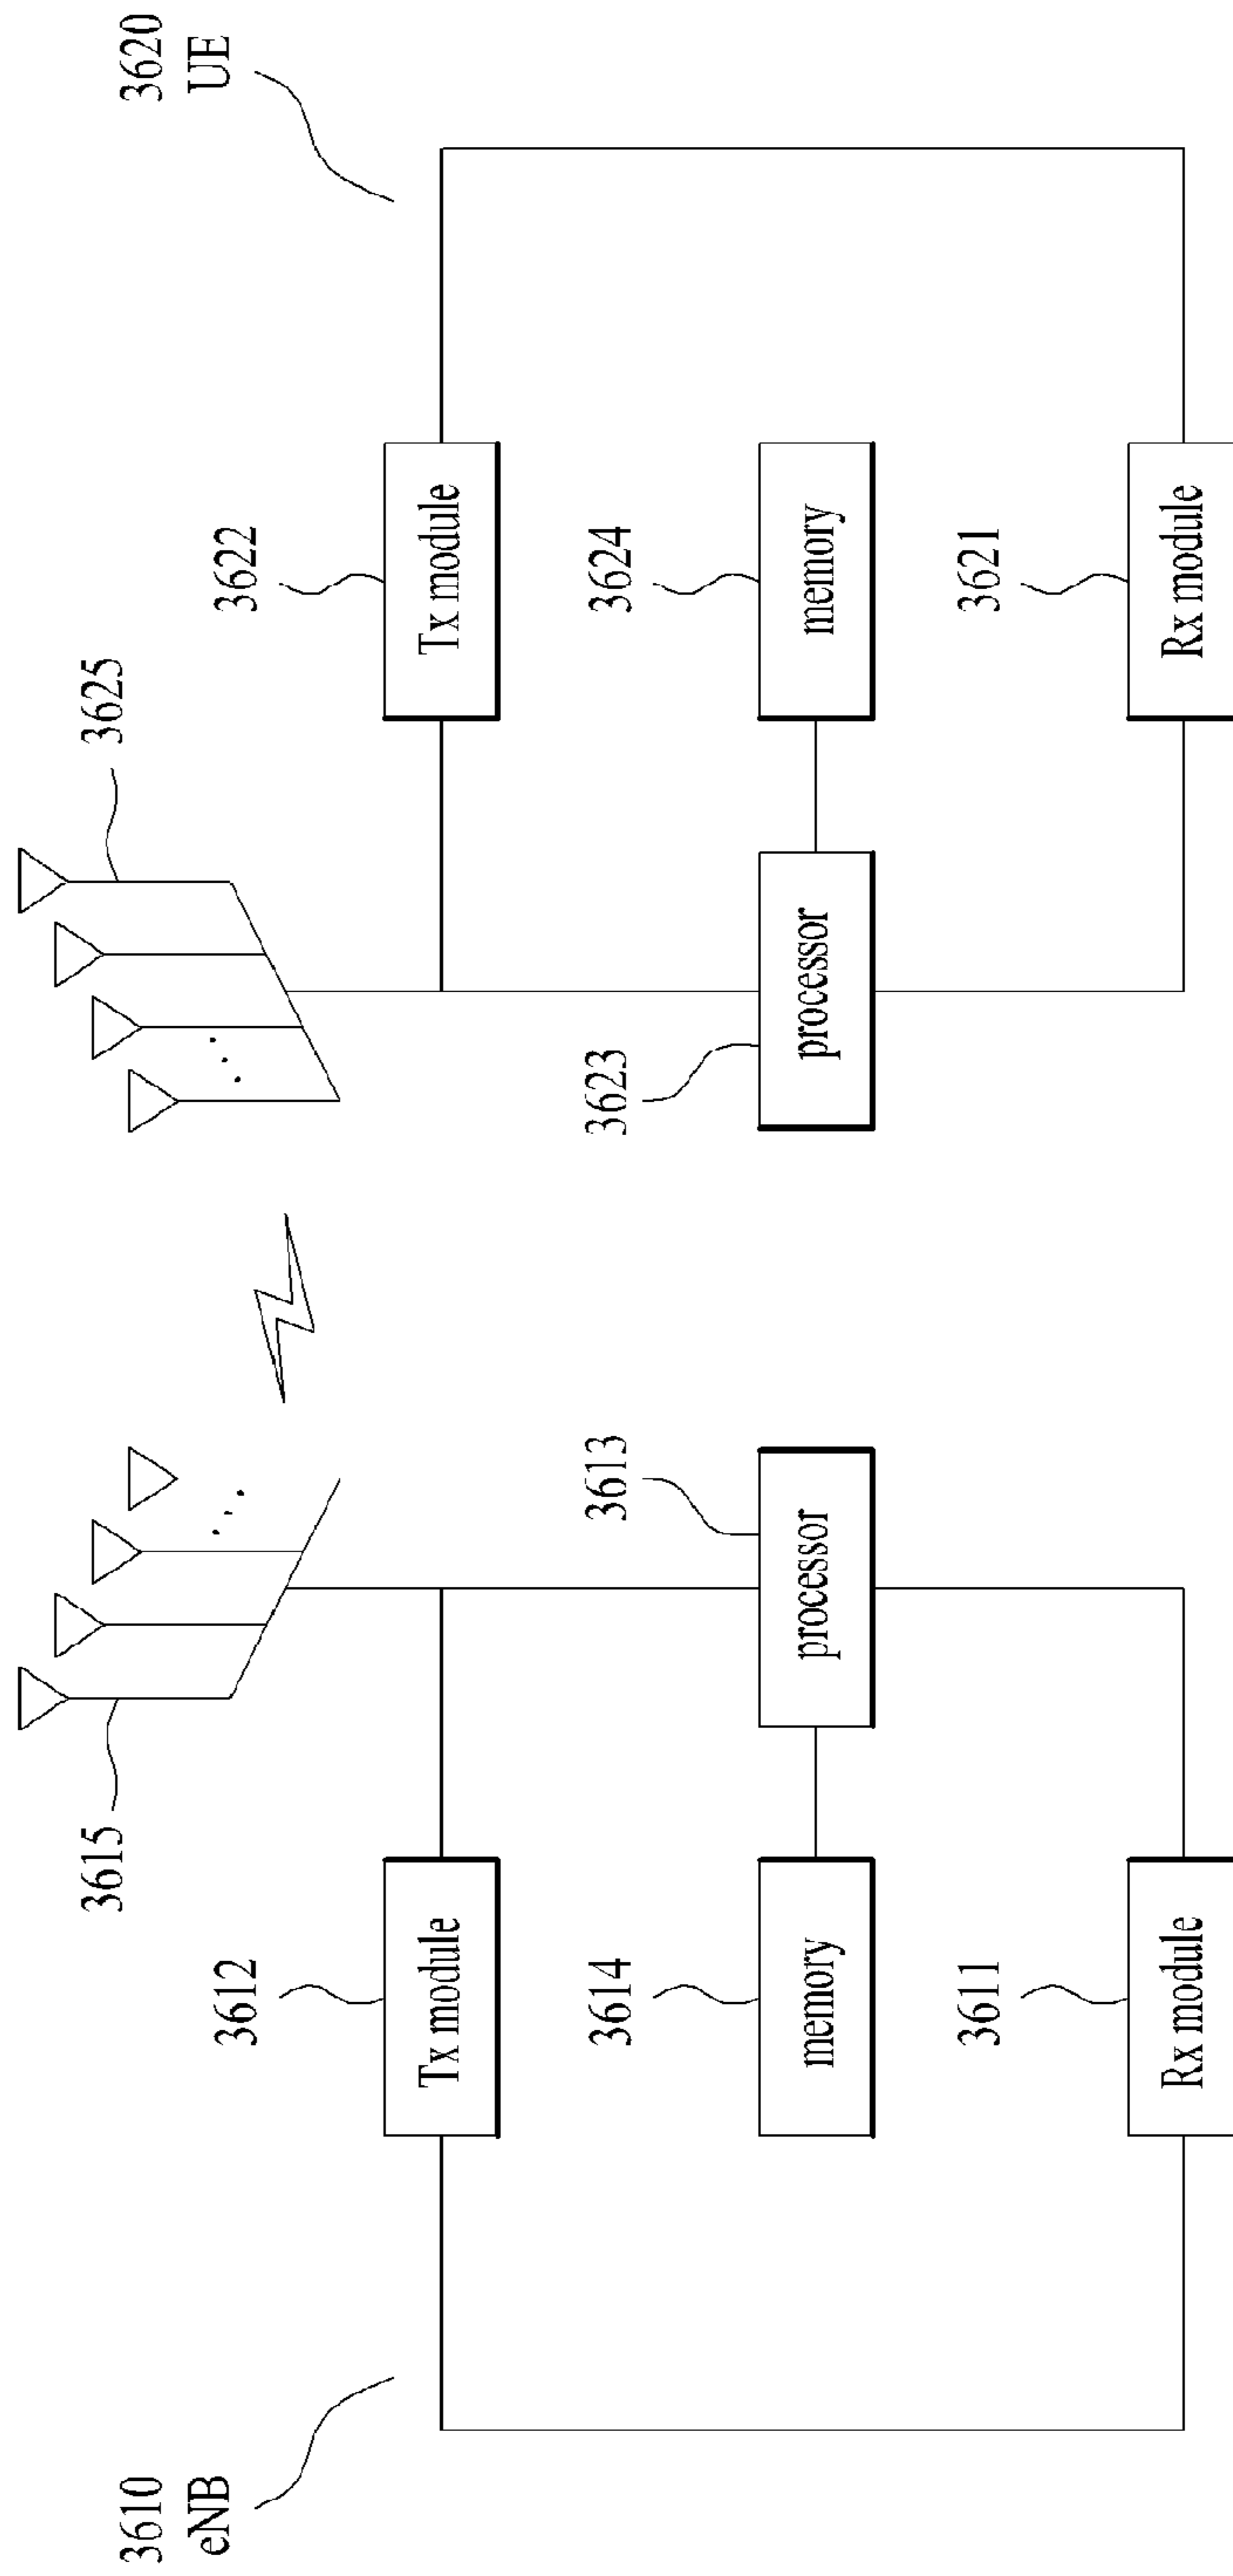 3610
eNB
3620
UE
3615
3625
3612
Tx module
3622
Tx module
3613
3623
3614
memory
processor
processor
3624
memory
3611
Rx module
3621
Rx module